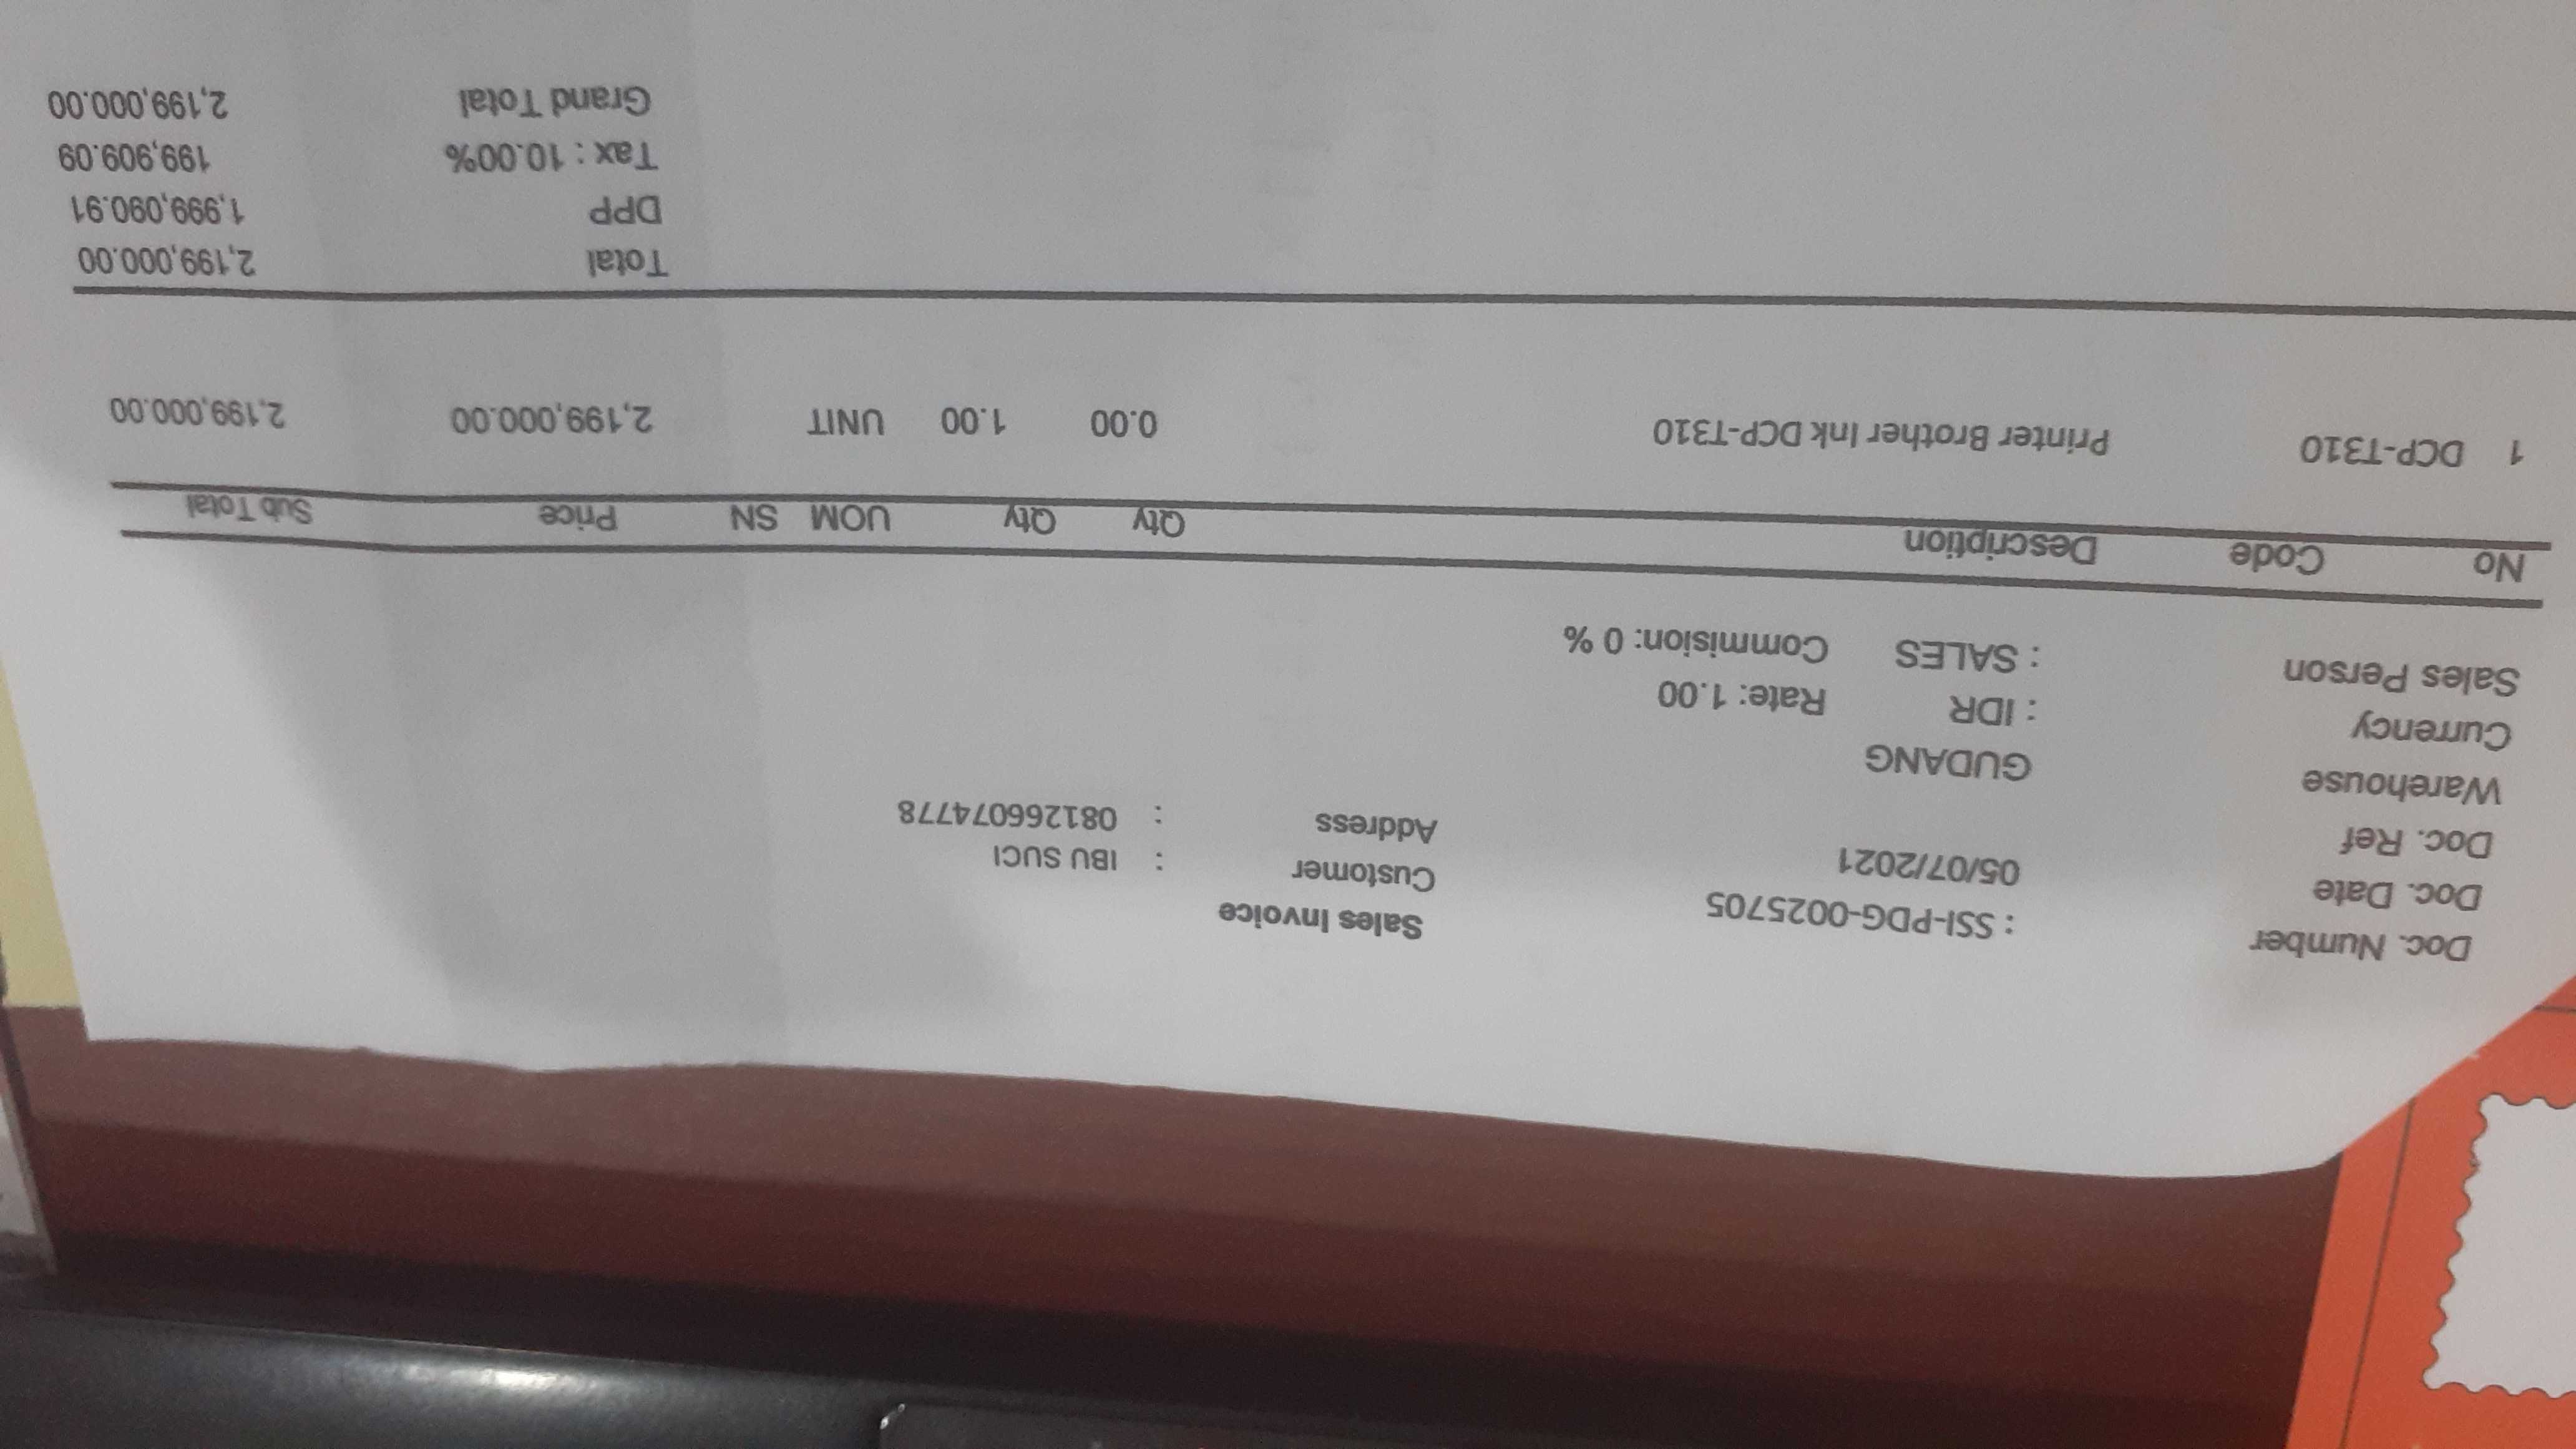 Sales Invoice
Doc. Number : SSI-PDG-0025705
Customer : IBU SUCI
Doc. Date 05/07/2021
Address : 081266074778
Doc. Ref
Warehouse GUDANG
Currency : IDR Rate: 1.00
Sales Person : SALES Commision: 0 %
No Code Description Qty Qty UOM SN Price Sub Total
1 DCP-T310 Printer Brother Ink DCP-T310 0.00 1.00 UNIT 2,199,000.00 2,199,000.00
Total 2,199,000.00
DPP 1,999,090.91
Tax : 10.00% 199,909.09
Grand Total 2,199,000.00